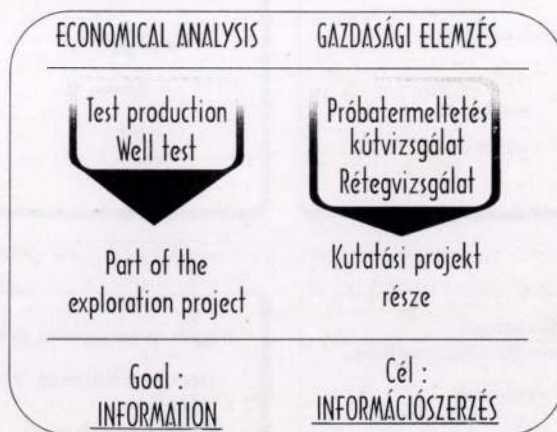 ECONOMICAL ANALYSIS
Test production
Well test
Part of the
exploration project
Goal :
INFORMATION
GAZDASÁGI ELEMZÉS
Próbatermeltetés
kútvizsgálat
Rétegvizsgálat
Kutatási projekt
része
Cél :
INFORMÁCIÓSZERZÉS